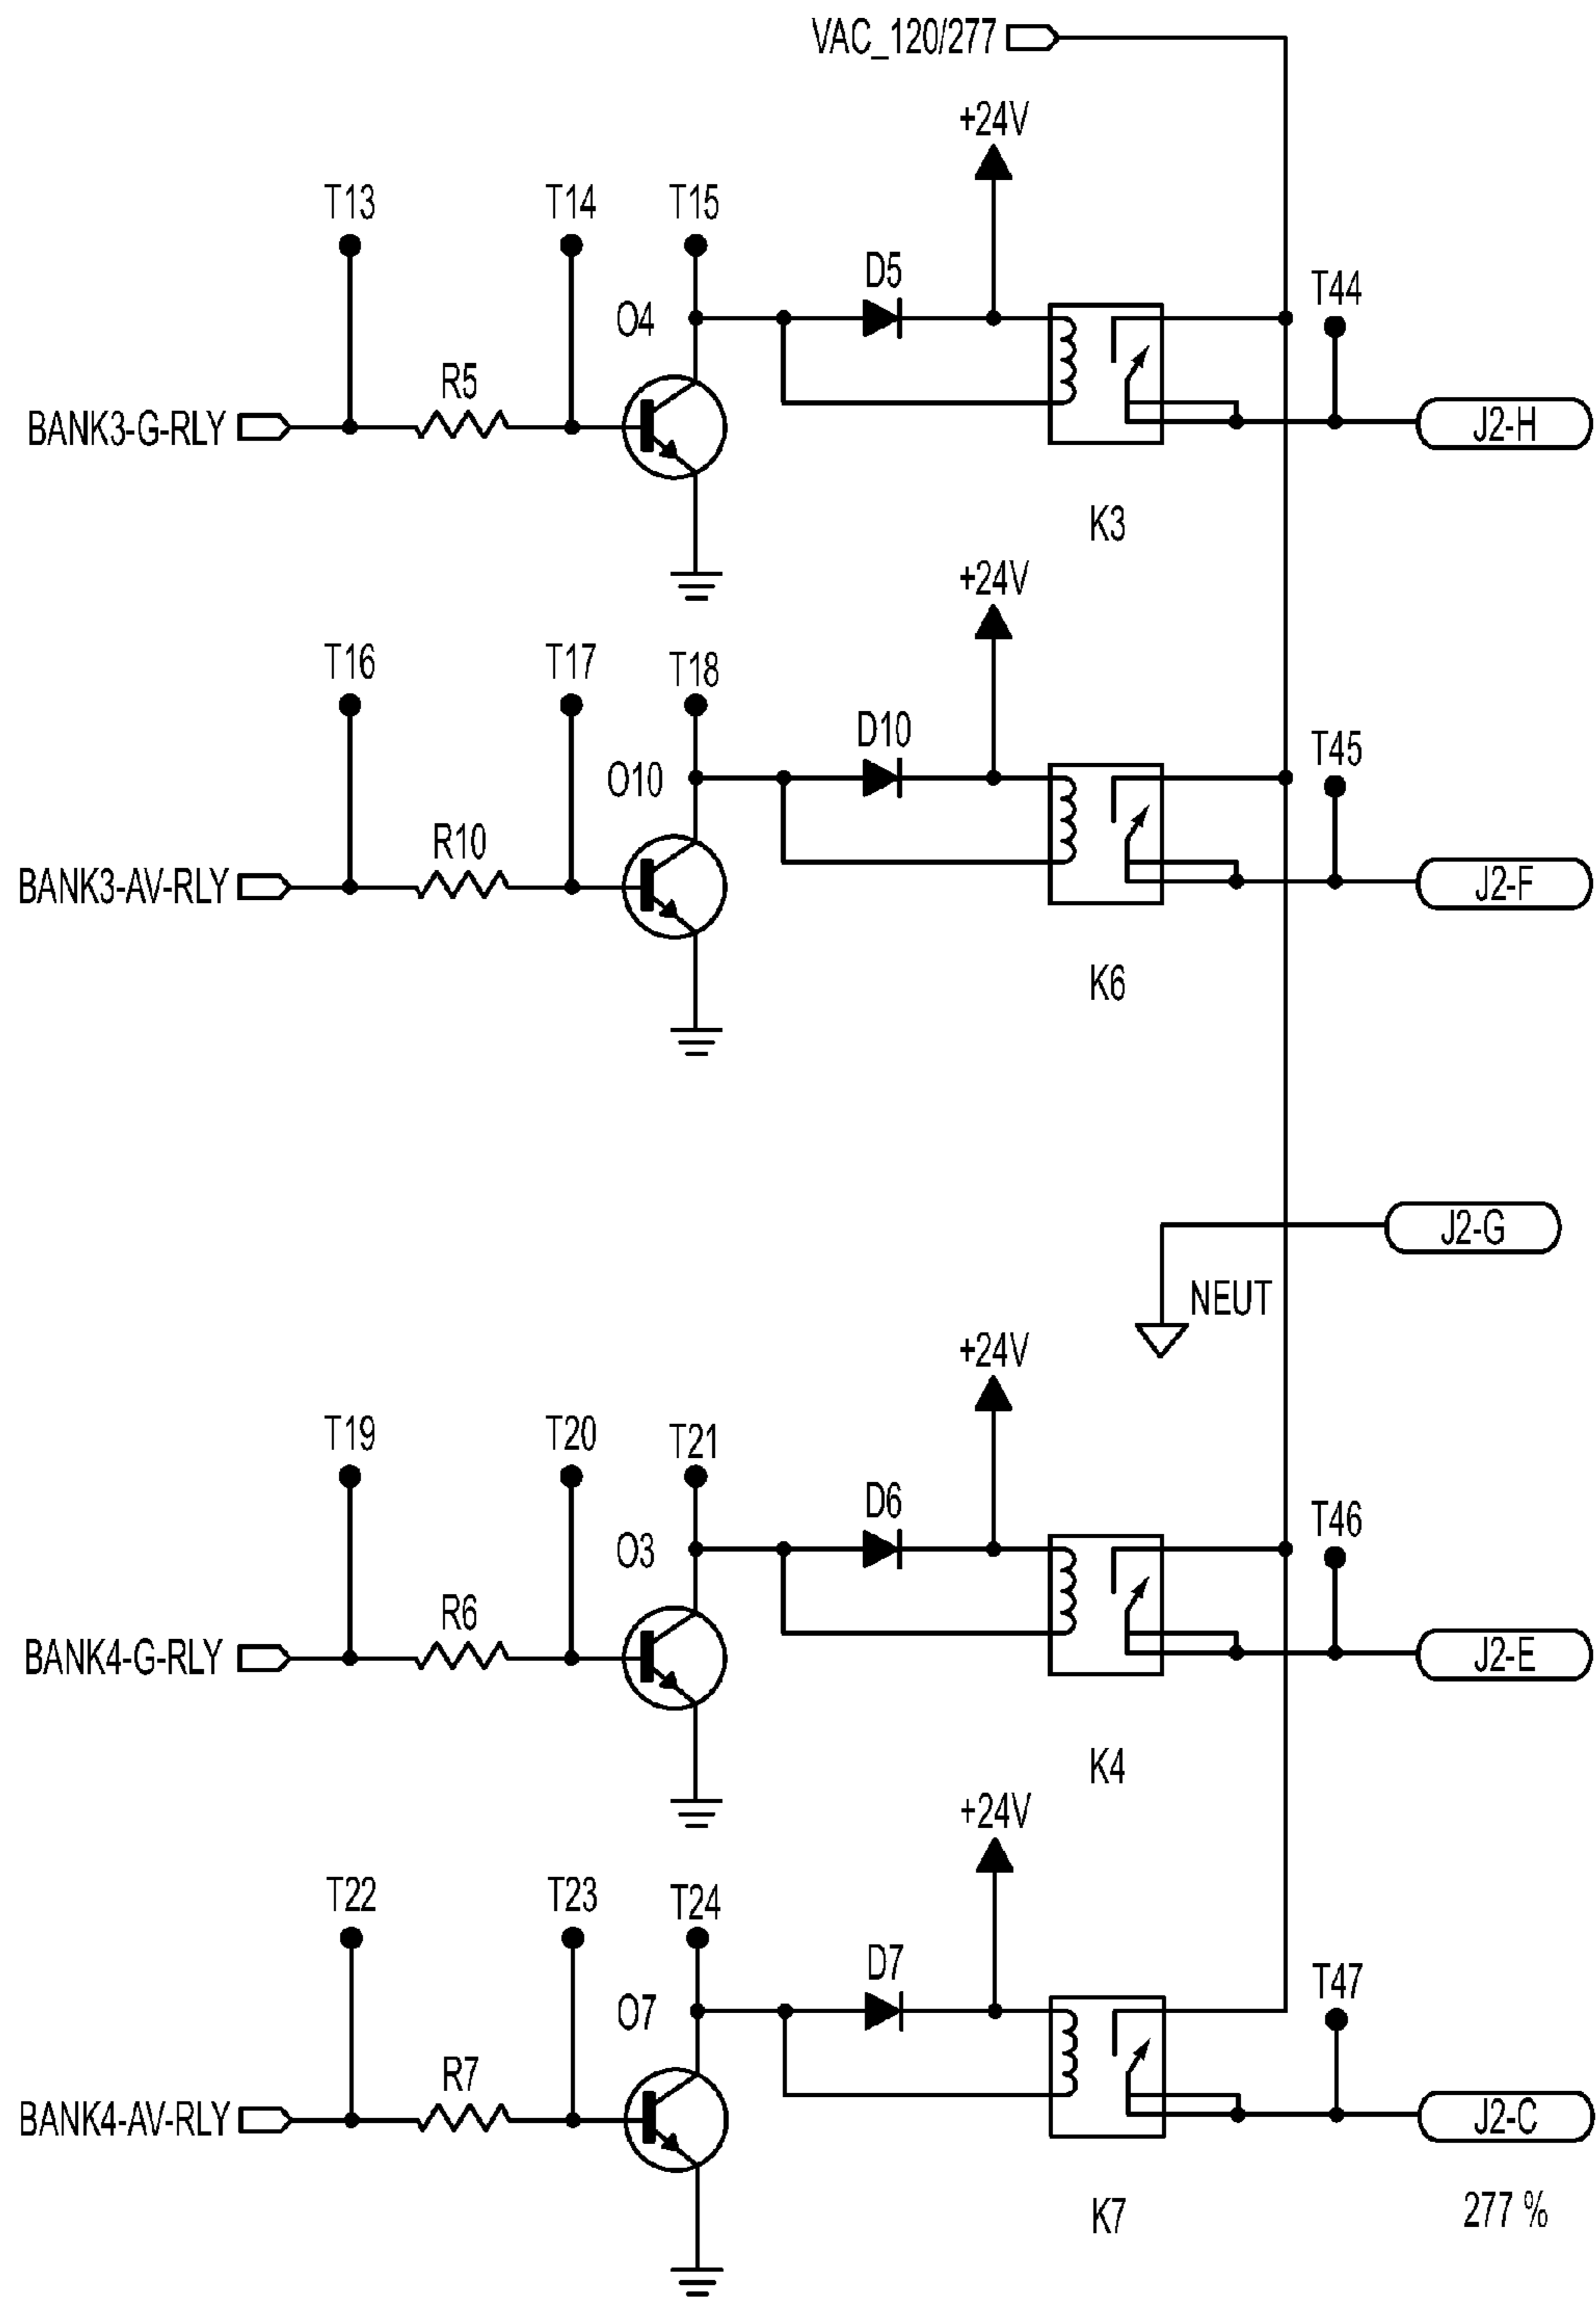 VAC_120/277
+24V
T13
T14
T15
D5
T44
O4
R5
BANK3-G-RLY
J2-H
K3
+24V
T16
T17
T18
D10
T45
O10
R10
BANK3-AV-RLY
J2-F
K6
J2-G
NEUT
+24V
T19
T20
T21
D6
T46
O3
R6
BANK4-G-RLY
J2-E
K4
+24V
T22
T23
T24
D7
T47
O7
R7
BANK4-AV-RLY
J2-C
K7
277 %